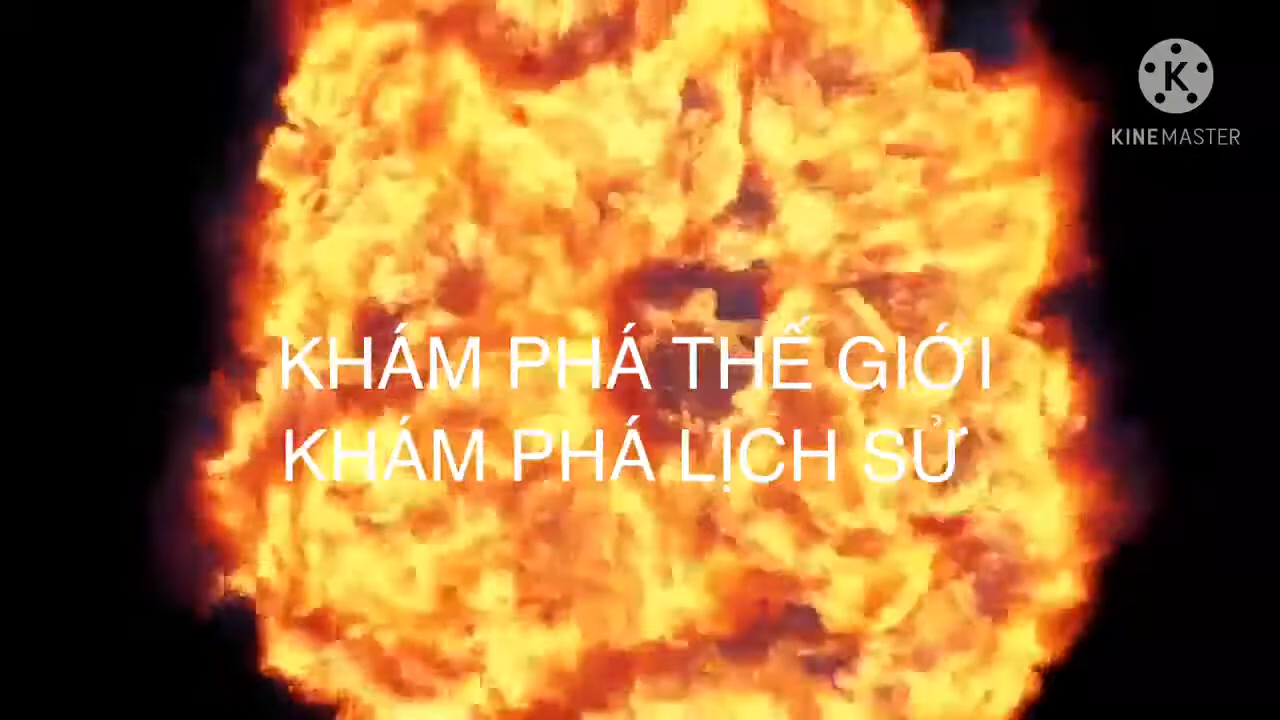 KINEMASTER
KHÁM PHÁ THẾ GIỚI
KHÁM PHÁ LỊCH SỬ